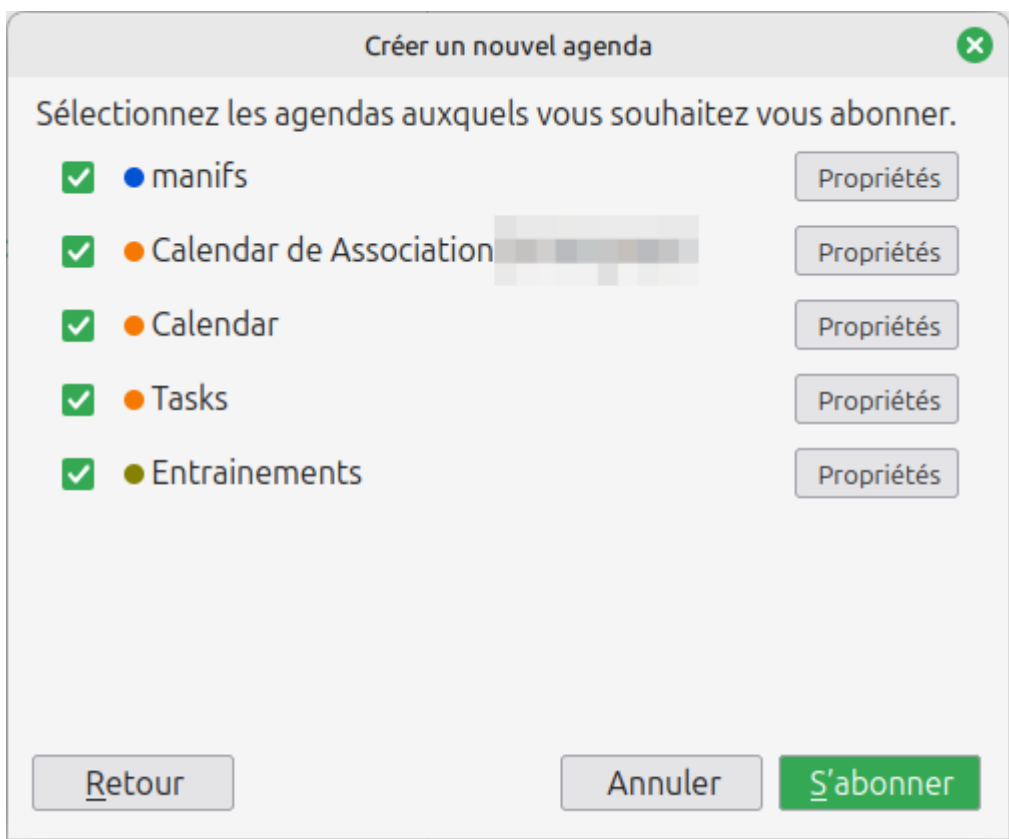 Créer un nouvel agenda
Sélectionnez les agendas auxquels vous souhaitez vous abonner.
manifs Propriétés
Calendar de Association Propriétés
Calendar Propriétés
Tasks Propriétés
Entrainements Propriétés
Retour Annuler S'abonner